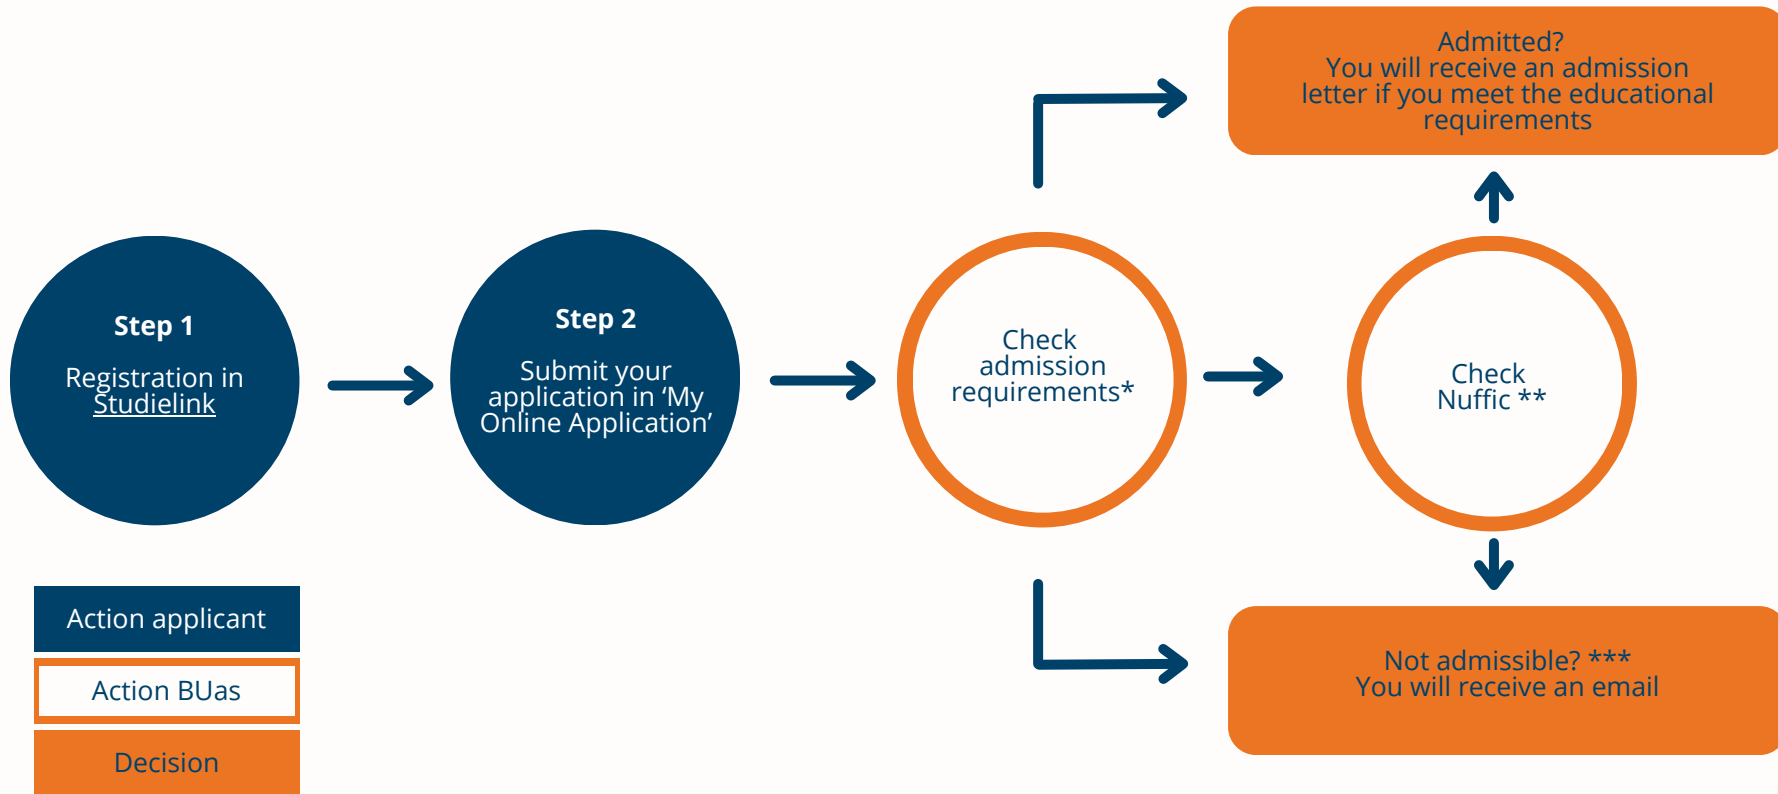 Admitted?
You will receive an admission
letter if you meet the educational
requirements
Step 1
Registration in
Studielink
Step 2
Submit your
application in ‘My
Online Application’
Check
admission
requirements*
Check
Nuffic **
Action applicant
Action BUas
Decision
Not admissible? ***
You will receive an email